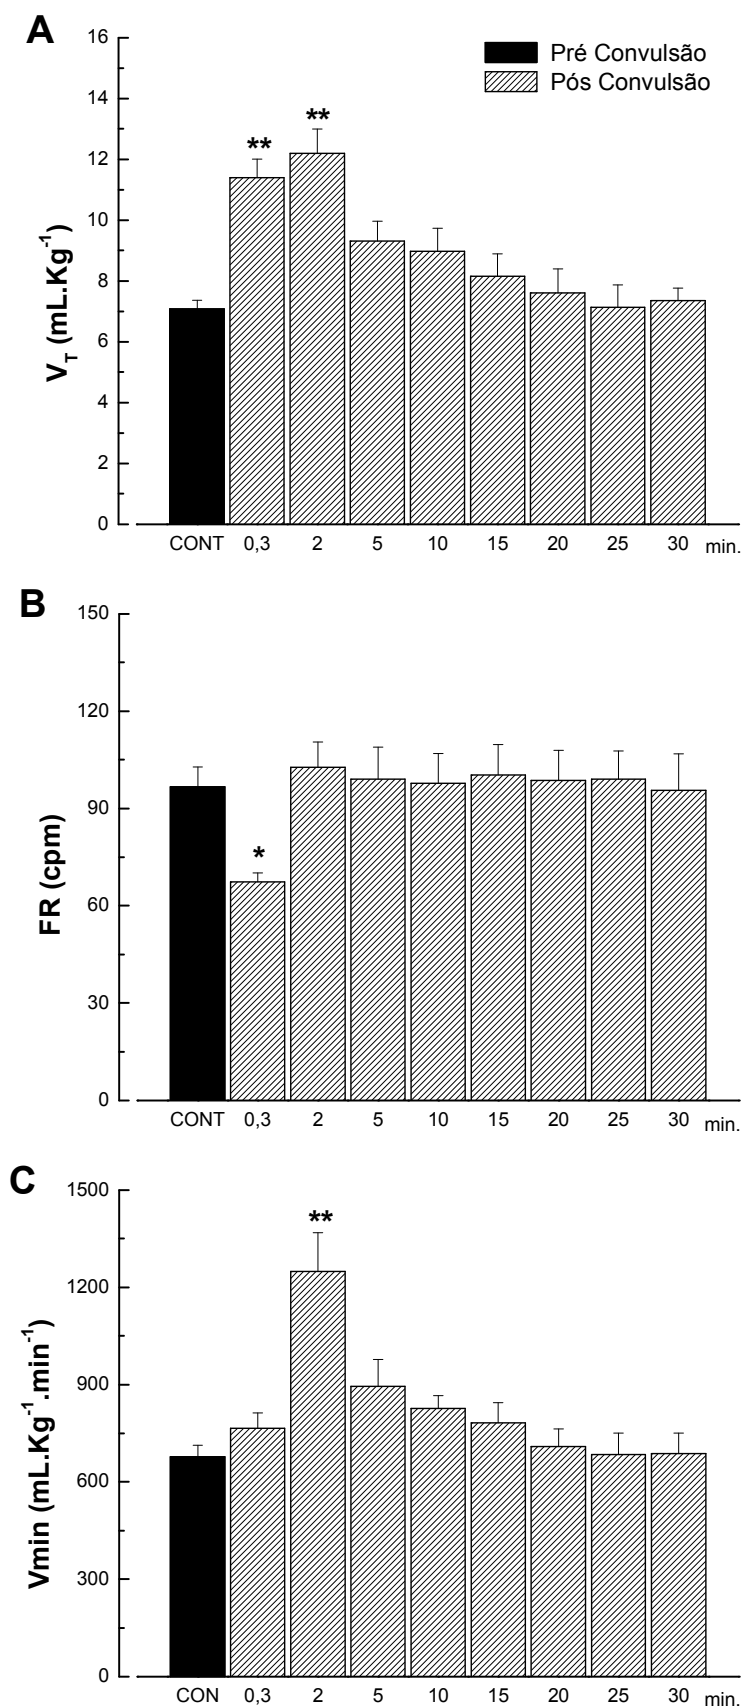 A
16
14
12
10
8
6
4
2
0
V_T (mL.Kg⁻¹)
Pré Convulsão
Pós Convulsão
**
**
CONT 0,3 2 5 10 15 20 25 30 min.
B
150
120
90
60
30
0
FR (cpm)
*
CONT 0,3 2 5 10 15 20 25 30 min.
C
1500
1200
900
600
300
0
Vmin (mL.Kg⁻¹.min⁻¹)
**
CON 0,3 2 5 10 15 20 25 30 min.